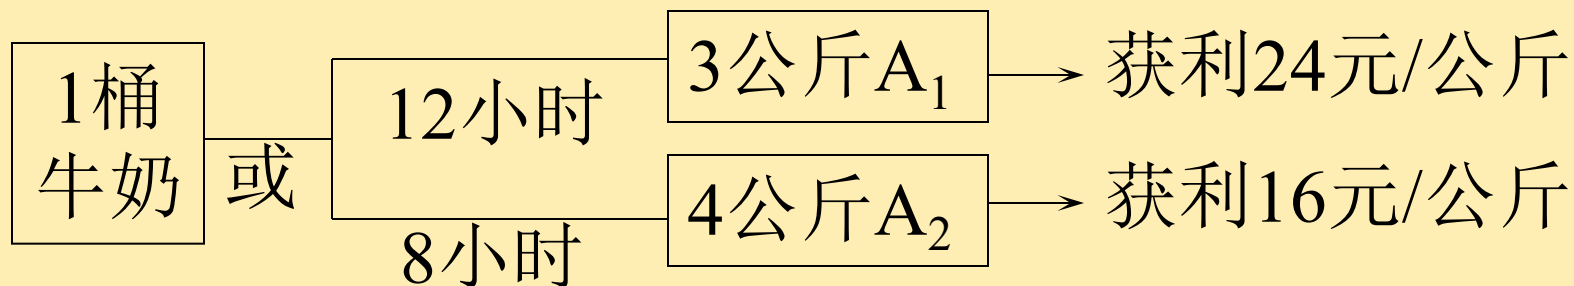 1桶
牛奶
或
12小时
8小时
3公斤A₁
获利24元/公斤
4公斤A₂
获利16元/公斤